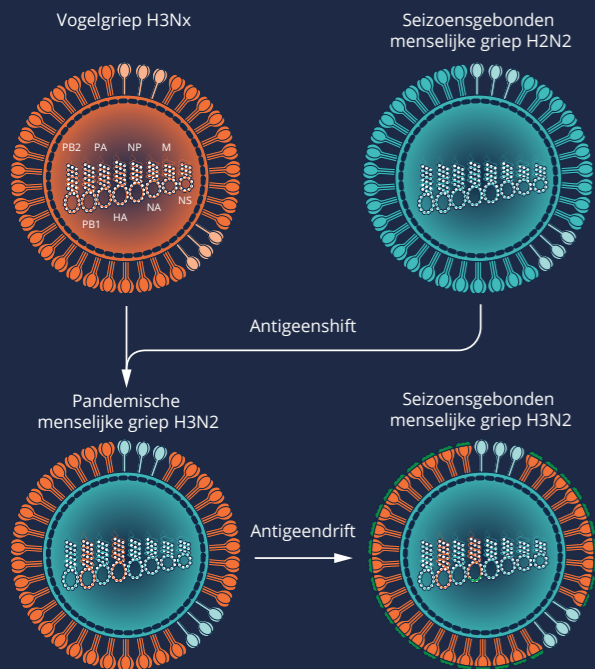 Vogelgriep H3Nx
Seizoensgebonden
menselijke griep H2N2
PB2 PA NP M
PB1 HA NA NS
Antigeenshift
Pandemische
menselijke griep H3N2
Seizoensgebonden
menselijke griep H3N2
Antigeendrift